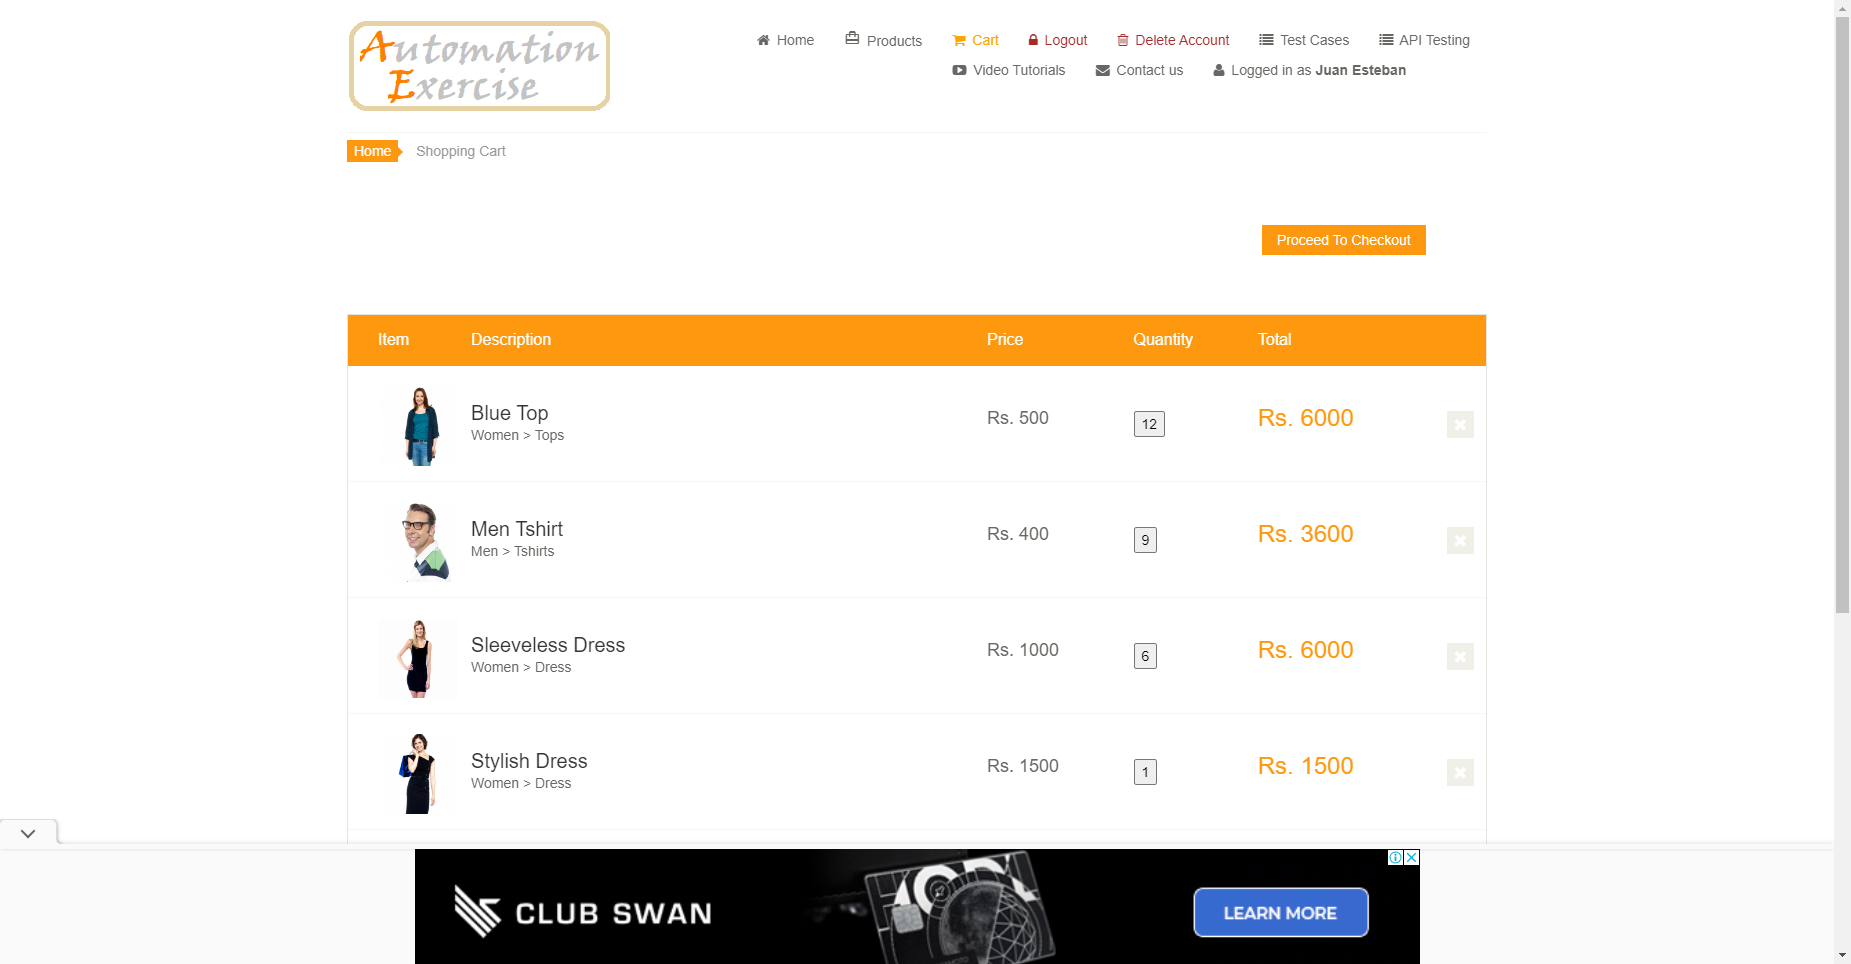 Automation
Exercise
Home
Products
Cart
Logout
Delete Account
Test Cases
API Testing
Video Tutorials
Contact us
Logged in as Juan Esteban
Home
Shopping Cart
Proceed To Checkout
Item Description Price Quantity Total
Blue Top
Women > Tops
Rs. 500
12
Rs. 6000
Men Tshirt
Men > Tshirts
Rs. 400
9
Rs. 3600
Sleeveless Dress
Women > Dress
Rs. 1000
6
Rs. 6000
Stylish Dress
Women > Dress
Rs. 1500
1
Rs. 1500
CLUB SWAN
LEARN MORE